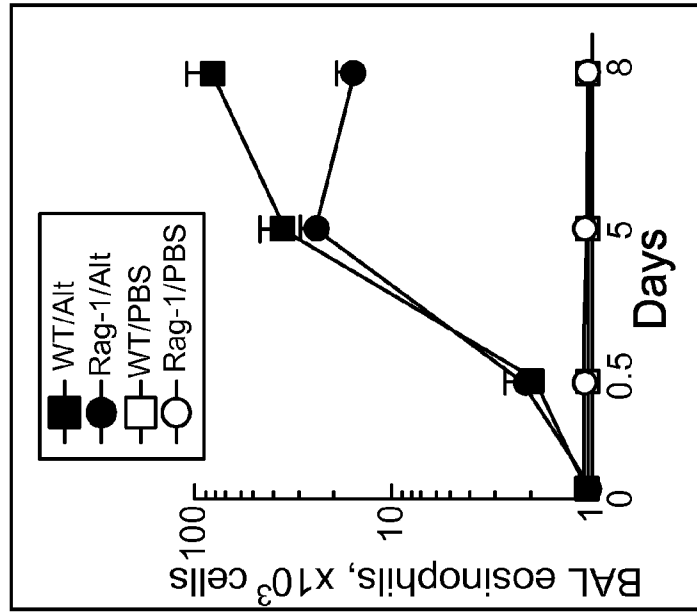 WT/Alt
Rag-1/Alt
WT/PBS
Rag-1/PBS
BAL eosinophils, x10³ cells
100
10
1
0
0.5
5
8
Days